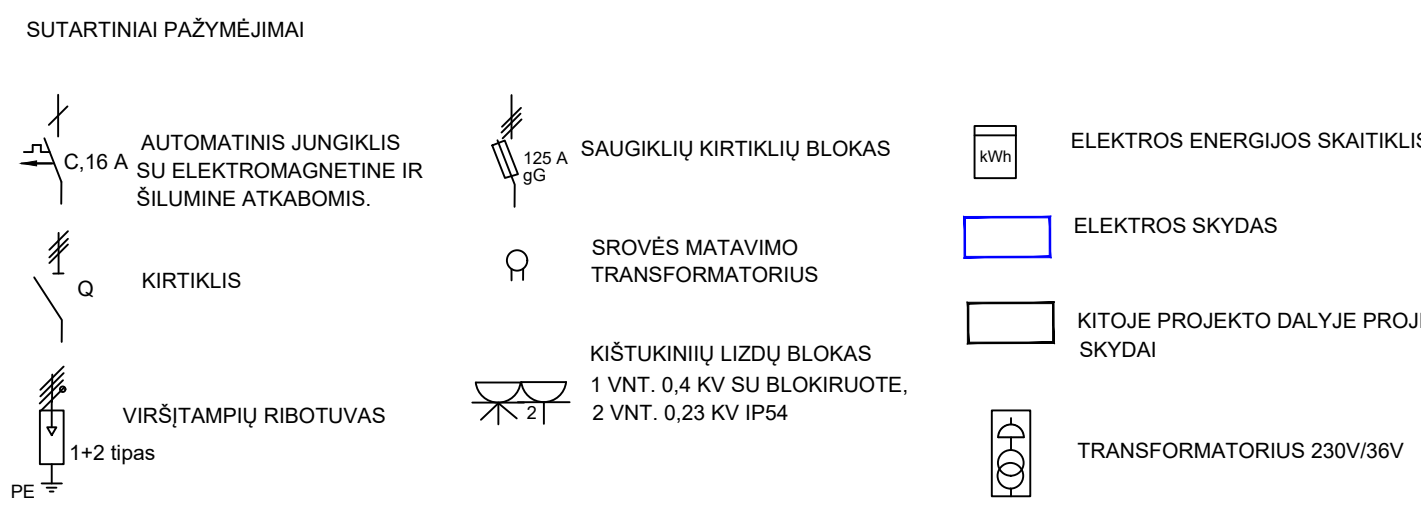 SUTARTINIAI PAŽYMĖJIMAI
C,16 A
AUTOMATINIS JUNGIKLIS
SU ELEKTROMAGNETINE IR
ŠILUMINE ATKABOMIS.
Q
KIRTIKLIS
VIRŠĮTAMPIŲ RIBOTUVAS
1+2 tipas
PE
125 A
gG
SAUGIKLIŲ KIRTIKLIŲ BLOKAS
SROVĖS MATAVIMO
TRANSFORMATORIUS
KIŠTUKINIIŲ LIZDŲ BLOKAS
1 VNT. 0,4 KV SU BLOKIRUOTE,
2 VNT. 0,23 KV IP54
2
kWh
ELEKTROS ENERGIJOS SKAITIKLIS
ELEKTROS SKYDAS
KITOJE PROJEKTO DALYJE
SKYDAI
TRANSFORMATORIUS 230V/36V